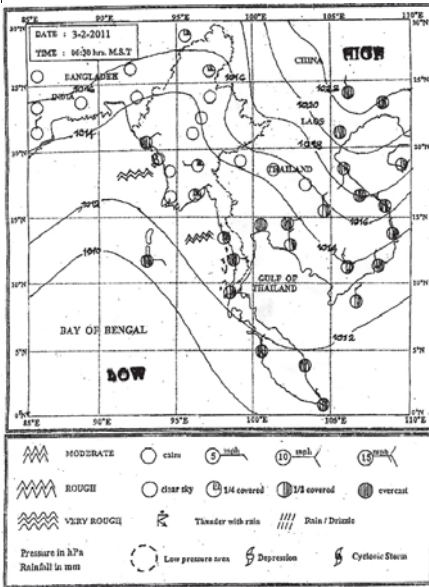 DATE : 3-2-2011
TIME : 06:30 hrs. M.S.T
HIGH
CHINA
BANGLADESH
INDIA
LAOS
THAILAND
GULF OF
THAILAND
BAY OF BENGAL
LOW
1016
1016
1014
1012
1010
1022
1020
1018
1016
1014
1012
30°N
25°N
20°N
15°N
10°N
5°N
0°N
85°E 90°E 95°E 100°E 105°E 110°E
MODERATE calm 5 mph 10 mph 15 mph
ROUGH clear sky 1/4 covered 1/2 covered overcast
VERY ROUGH Thunder with rain Rain / Drizzle
Pressure in hPa
Rainfall in mm
Low pressure area Depression Cyclonic Storm